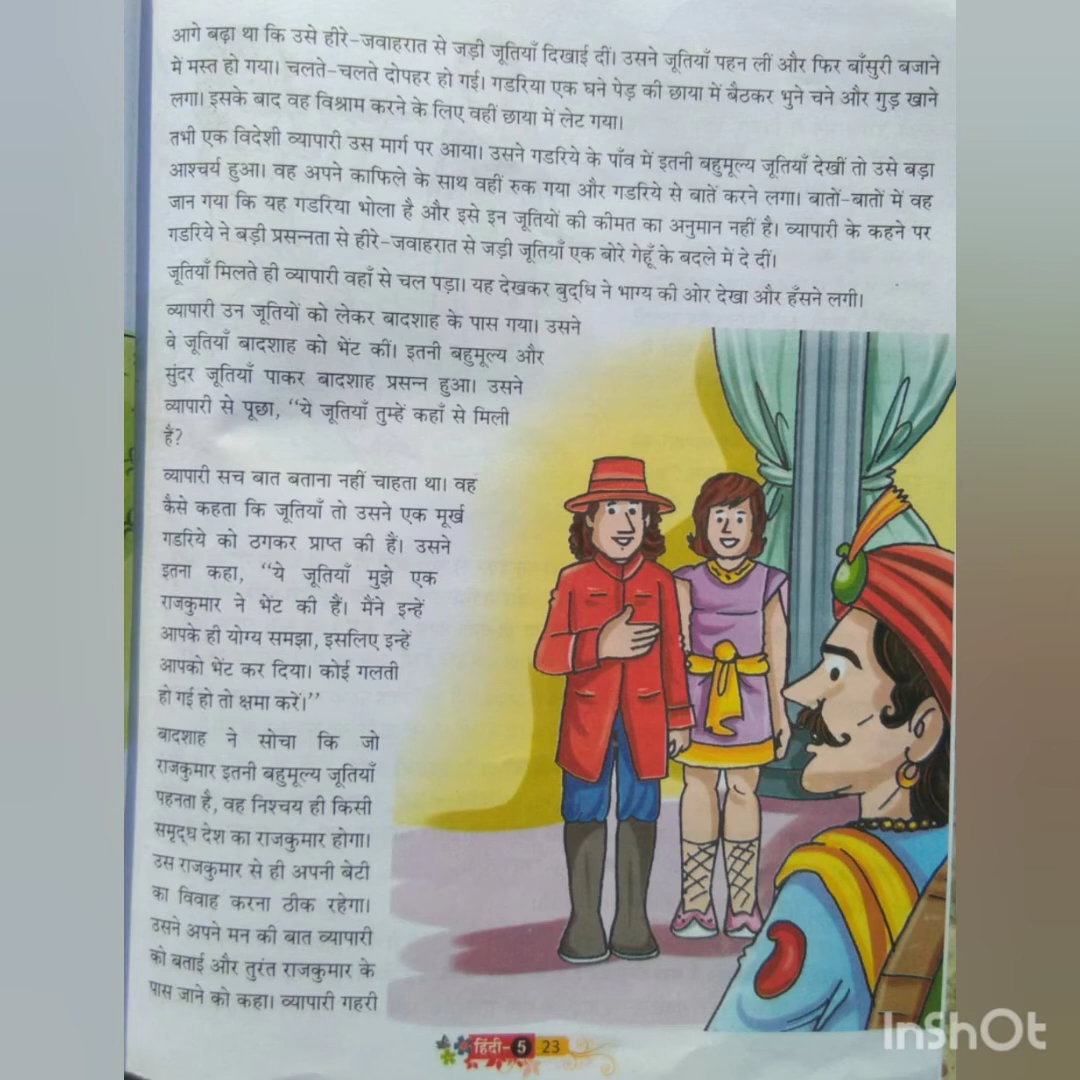 आगे बढ़ा था कि उसे हीरे-जवाहरात से जड़ी जूतियाँ दिखाई दीं। उसने जूतियाँ पहन लीं और फिर बाँसुरी बजाने
में मस्त हो गया। चलते-चलते दोपहर हो गई। गडरिया एक घने पेड़ की छाया में बैठकर भुने चने और गुड़ खाने
लगा। इसके बाद वह विश्राम करने के लिए वहीं छाया में लेट गया।
तभी एक विदेशी व्यापारी उस मार्ग पर आया। उसने गडरिये के पाँव में इतनी बहुमूल्य जूतियाँ देखीं तो उसे बड़ा
आश्चर्य हुआ। वह अपने काफिले के साथ वहीं रुक गया और गडरिये से बातें करने लगा। बातों-बातों में वह
जान गया कि यह गडरिया भोला है और इसे इन जूतियों की कीमत का अनुमान नहीं है। व्यापारी के कहने पर
गडरिये ने बड़ी प्रसन्नता से हीरे-जवाहरात से जड़ी जूतियाँ एक बोरे गेहूँ के बदले में दे दीं।
जूतियाँ मिलते ही व्यापारी वहाँ से चल पड़ा। यह देखकर बुद्‌धि ने भाग्य की ओर देखा और हँसने लगी।
व्यापारी उन जूतियों को लेकर बादशाह के पास गया। उसने
वे जूतियाँ बादशाह को भेंट कीं। इतनी बहुमूल्य और
सुंदर जूतियाँ पाकर बादशाह प्रसन्न हुआ। उसने
व्यापारी से पूछा, ‘‘ये जूतियाँ तुम्हें कहाँ से मिली
हैं?
व्यापारी सच बात बताना नहीं चाहता था। वह
कैसे कहता कि जूतियाँ तो उसने एक मूर्ख
गडरिये को ठगकर प्राप्त की हैं। उसने
इतना कहा, ‘‘ये जूतियाँ मुझे एक
राजकुमार ने भेंट की हैं। मैंने इन्हें
आपके ही योग्य समझा, इसलिए इन्हें
आपको भेंट कर दिया। कोई गलती
हो गई हो तो क्षमा करें।’’
बादशाह ने सोचा कि जो
राजकुमार इतनी बहुमूल्य जूतियाँ
पहनता है, वह निश्चय ही किसी
समृद्‌ध देश का राजकुमार होगा।
उस राजकुमार से ही अपनी बेटी
का विवाह करना ठीक रहेगा।
उसने अपने मन की बात व्यापारी
को बताई और तुरंत राजकुमार के
पास जाने को कहा। व्यापारी गहरी
हिंदी-5 23
InShOt